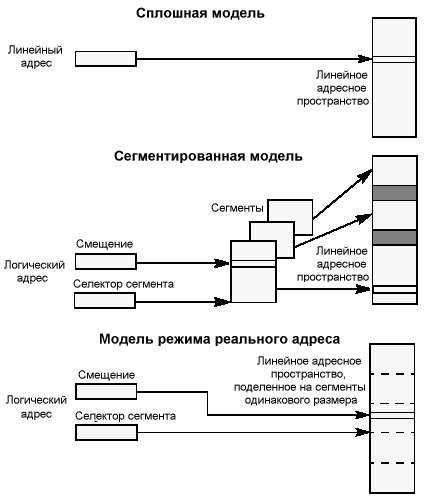 Сплошная модель
Линейный
адрес
Линейное
адресное
пространство
Сегментированная модель
Сегменты
Смещение
Логический
адрес
Селектор сегмента
Линейное
адресное
пространство
Модель режима реального адреса
Линейное адресное
пространство,
поделенное на сегменты
одинакового размера
Смещение
Логический
адрес
Селектор сегмента